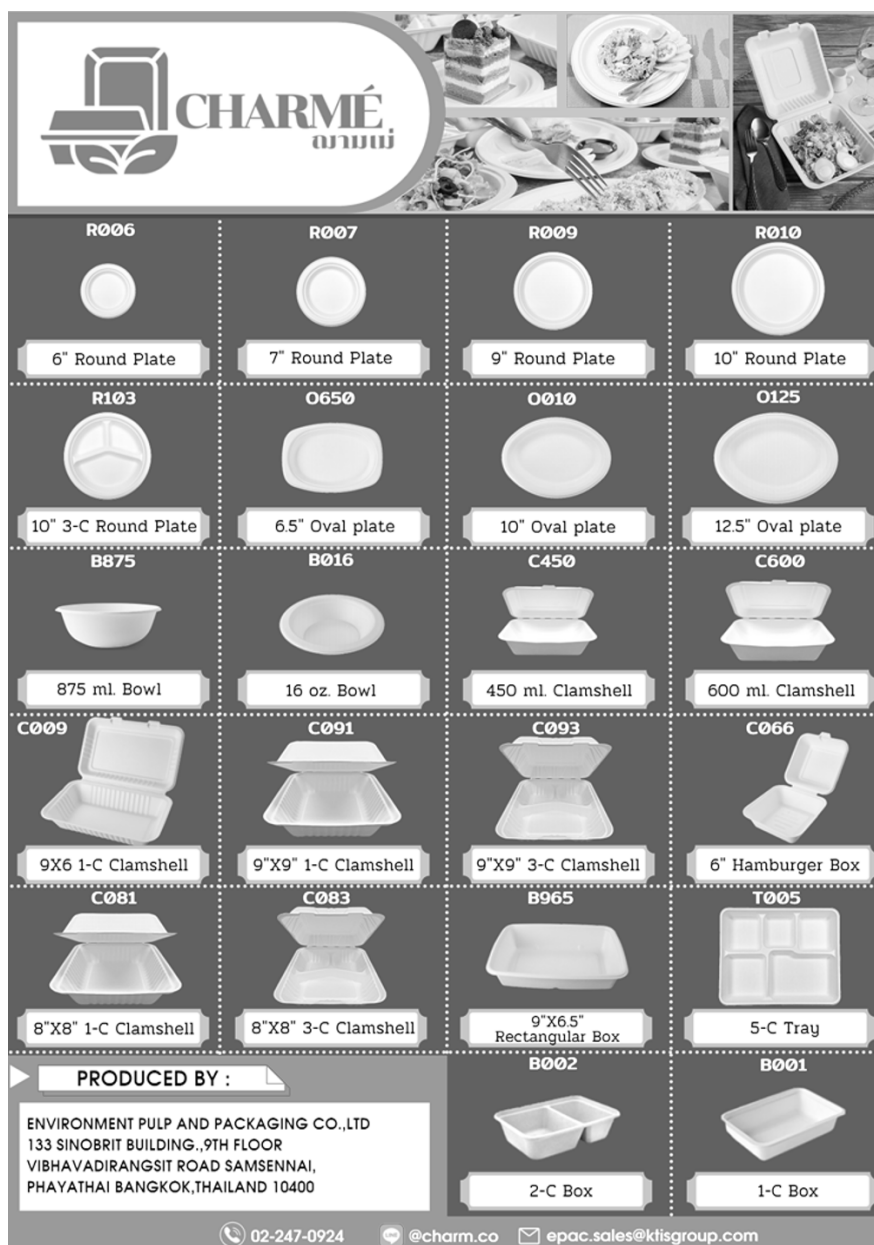 CHARMÉ
ฌามเม่
R006
R007
R009
R010
6" Round Plate
7" Round Plate
9" Round Plate
10" Round Plate
R103
O650
O010
O125
10" 3-C Round Plate
6.5" Oval plate
10" Oval plate
12.5" Oval plate
B875
B016
C450
C600
875 ml. Bowl
16 oz. Bowl
450 ml. Clamshell
600 ml. Clamshell
C009
C091
C093
C066
9X6 1-C Clamshell
9"X9" 1-C Clamshell
9"X9" 3-C Clamshell
6" Hamburger Box
C081
C083
B965
T005
8"X8" 1-C Clamshell
8"X8" 3-C Clamshell
9"X6.5"
Rectangular Box
5-C Tray
PRODUCED BY :
ENVIRONMENT PULP AND PACKAGING CO.,LTD
133 SINOBRIT BUILDING.,9TH FLOOR
VIBHAVADIRANGSIT ROAD SAMSENNAI,
PHAYATHAI BANGKOK,THAILAND 10400
B002
B001
2-C Box
1-C Box
02-247-0924
LINE
@charm.co
epac.sales@ktisgroup.com